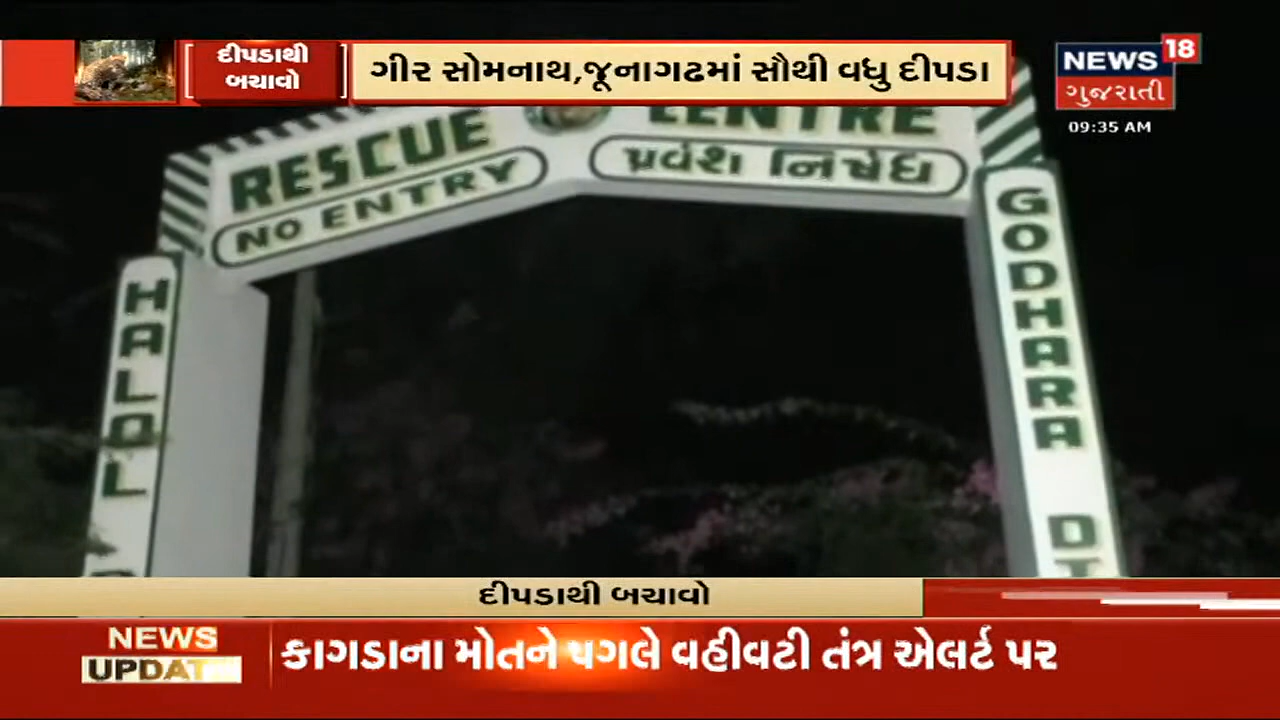 દીપડાથી
બચાવો
ગીર સોમનાથ,જૂનાગઢમાં સૌથી વધુ દીપડા
NEWS 18
ગુજરાતી
09:35 AM
RESCUE CENTRE
NO ENTRY
પ્રવેશ નિષેધ
HALOL
GODHARA
દીપડાથી બચાવો
NEWS
UPDAT
કાગડાના મોતને પગલે વહીવટી તંત્ર એલર્ટ પર